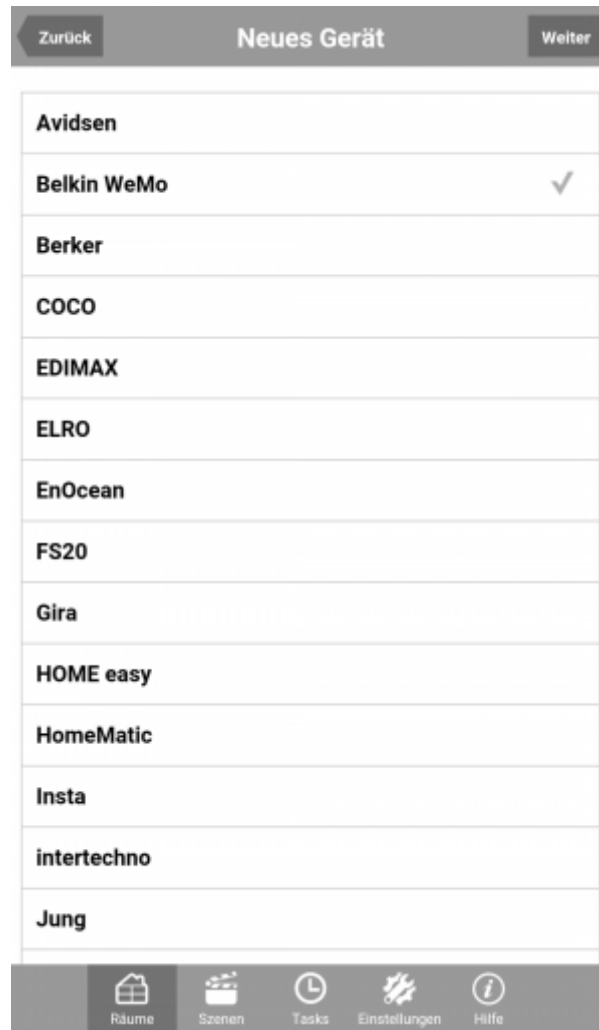 Zurück
Neues Gerät
Weiter
Avidsen
Belkin WeMo
Berker
COCO
EDIMAX
ELRO
EnOcean
FS20
Gira
HOME easy
HomeMatic
Insta
intertechno
Jung
Räume
Szenen
Tasks
Einstellungen
Hilfe